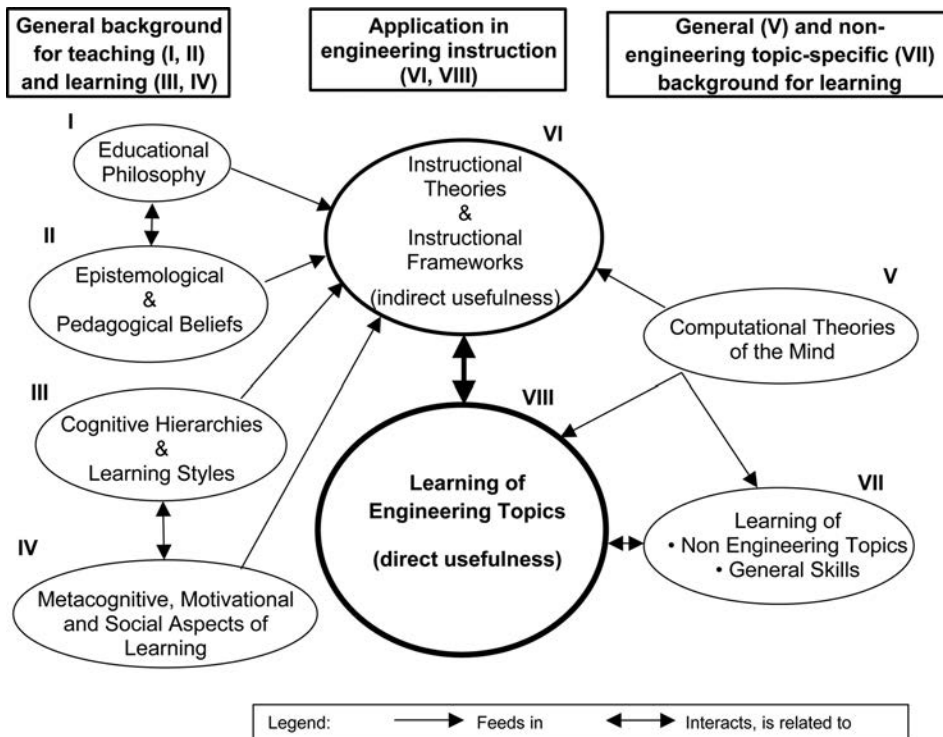 General background
for teaching (I, II)
and learning (III, IV)
Application in
engineering instruction
(VI, VIII)
General (V) and non-
engineering topic-specific (VII)
background for learning
I
Educational
Philosophy
II
Epistemological
&
Pedagogical Beliefs
III
Cognitive Hierarchies
&
Learning Styles
IV
Metacognitive, Motivational
and Social Aspects of
Learning
VI
Instructional
Theories
&
Instructional
Frameworks
(indirect usefulness)
VIII
Learning of
Engineering Topics
(direct usefulness)
V
Computational Theories
of the Mind
VII
Learning of
• Non Engineering Topics
• General Skills
Legend: Feeds in Interacts, is related to